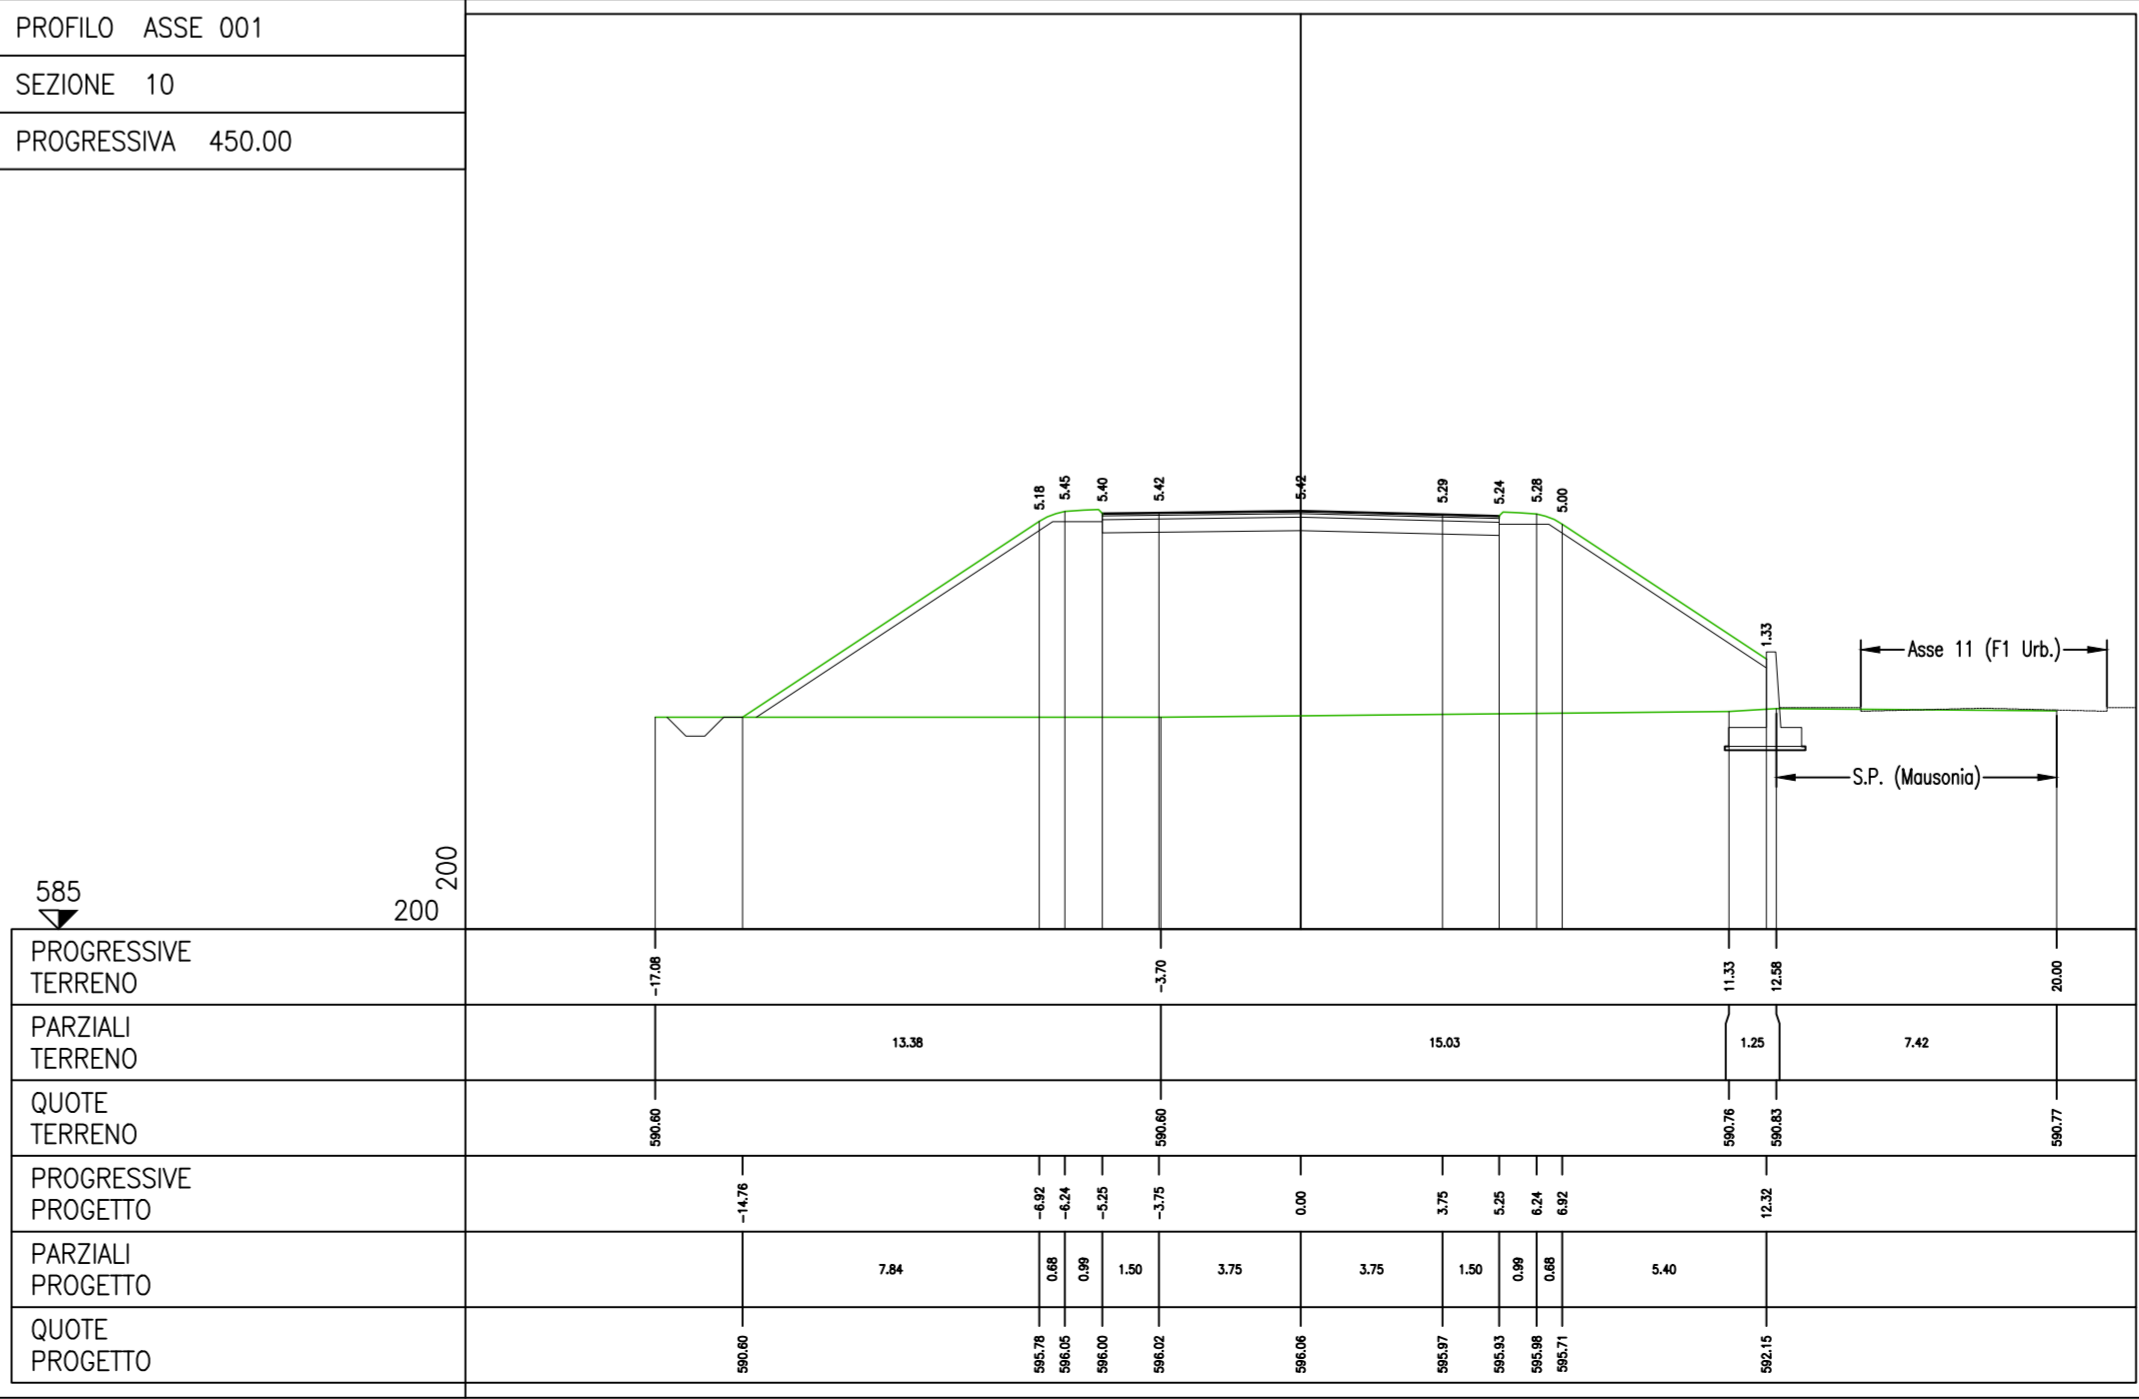 PROFILO ASSE 001
SEZIONE 10
PROGRESSIVA 450.00
5.18 5.45 5.40 5.42 5.42 5.29 5.24 5.28 5.00
1.33
Asse 11 (F1 Urb.)
S.P. (Mausonia)
200
585
200
PROGRESSIVE
TERRENO
-17.08 -3.70 11.33 12.58 20.00
PARZIALI
TERRENO
13.38 15.03 1.25 7.42
QUOTE
TERRENO
590.60 590.60 590.76 590.83 590.77
PROGRESSIVE
PROGETTO
-14.76 -6.92 -6.24 -5.25 -3.75 0.00 3.75 5.25 6.24 6.92 12.32
PARZIALI
PROGETTO
7.84 0.68 0.99 1.50 3.75 3.75 1.50 0.99 0.68 5.40
QUOTE
PROGETTO
590.60 595.78 596.05 596.00 596.02 596.06 595.97 595.93 595.98 595.71 592.15